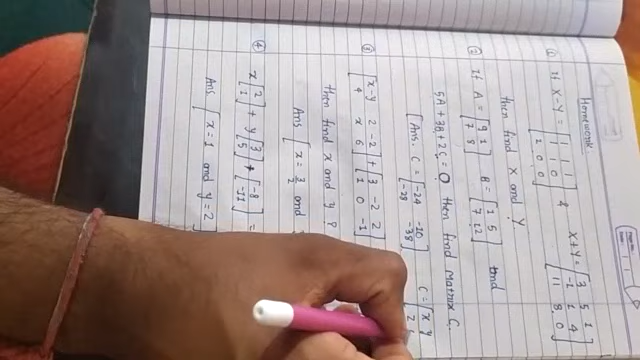 Homework:
① If X-Y = [1 1 1
1 1 0
1 0 0] & X+Y = [3 5 1
-1 1 4
11 8 0]
then find X and Y
② If A = [9 1
7 8] B = [1 5
7 12] and
5A + 3B + 2C = 0 then find matrix C.
[Ans. C = [-24 -10
-28 -38] C = [x y
③ [x-y 2 -2
4 x 6] + [3 -2 2
1 0 -1]
then find x and y ?
Ans [x = 3/2 and
④ x [2
1] + y [3
5] + [-8
-11] =
Ans [x = 1 and y = 2]